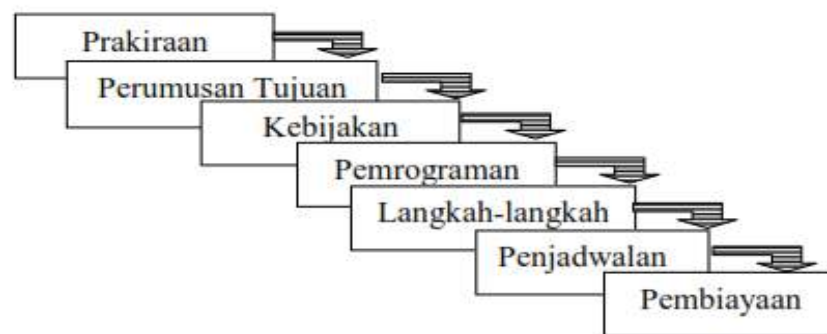 Prakiraan
Perumusan Tujuan
Kebijakan
Pemrograman
Langkah-langkah
Penjadwalan
Pembiayaan